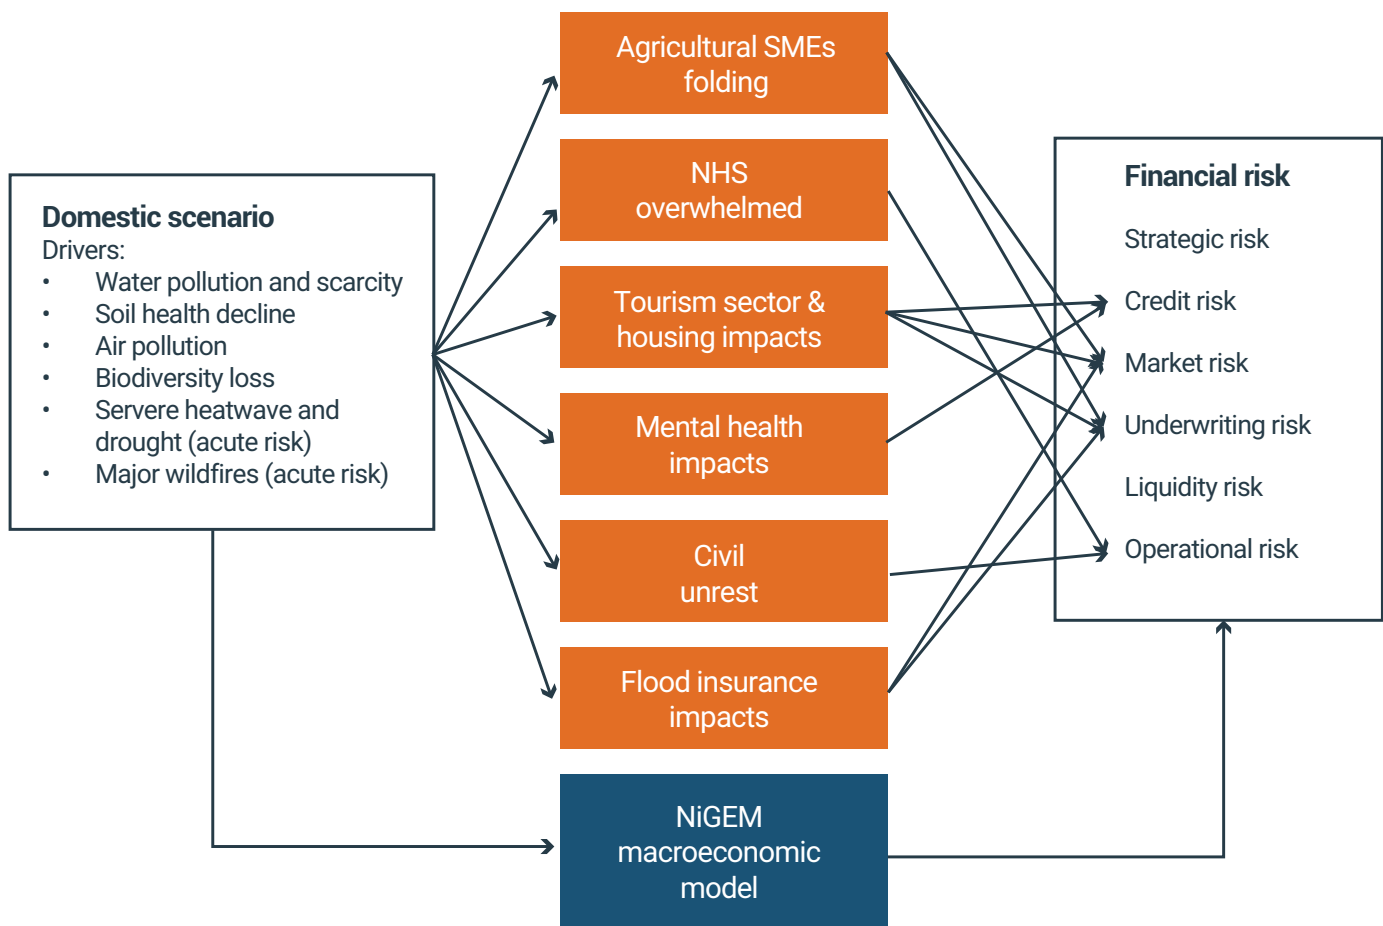 Domestic scenario
Drivers:
• Water pollution and scarcity
• Soil health decline
• Air pollution
• Biodiversity loss
• Servere heatwave and
drought (acute risk)
• Major wildfires (acute risk)
Agricultural SMEs
folding
NHS
overwhelmed
Tourism sector &
housing impacts
Mental health
impacts
Civil
unrest
Flood insurance
impacts
NiGEM
macroeconomic
model
Financial risk
Strategic risk
Credit risk
Market risk
Underwriting risk
Liquidity risk
Operational risk